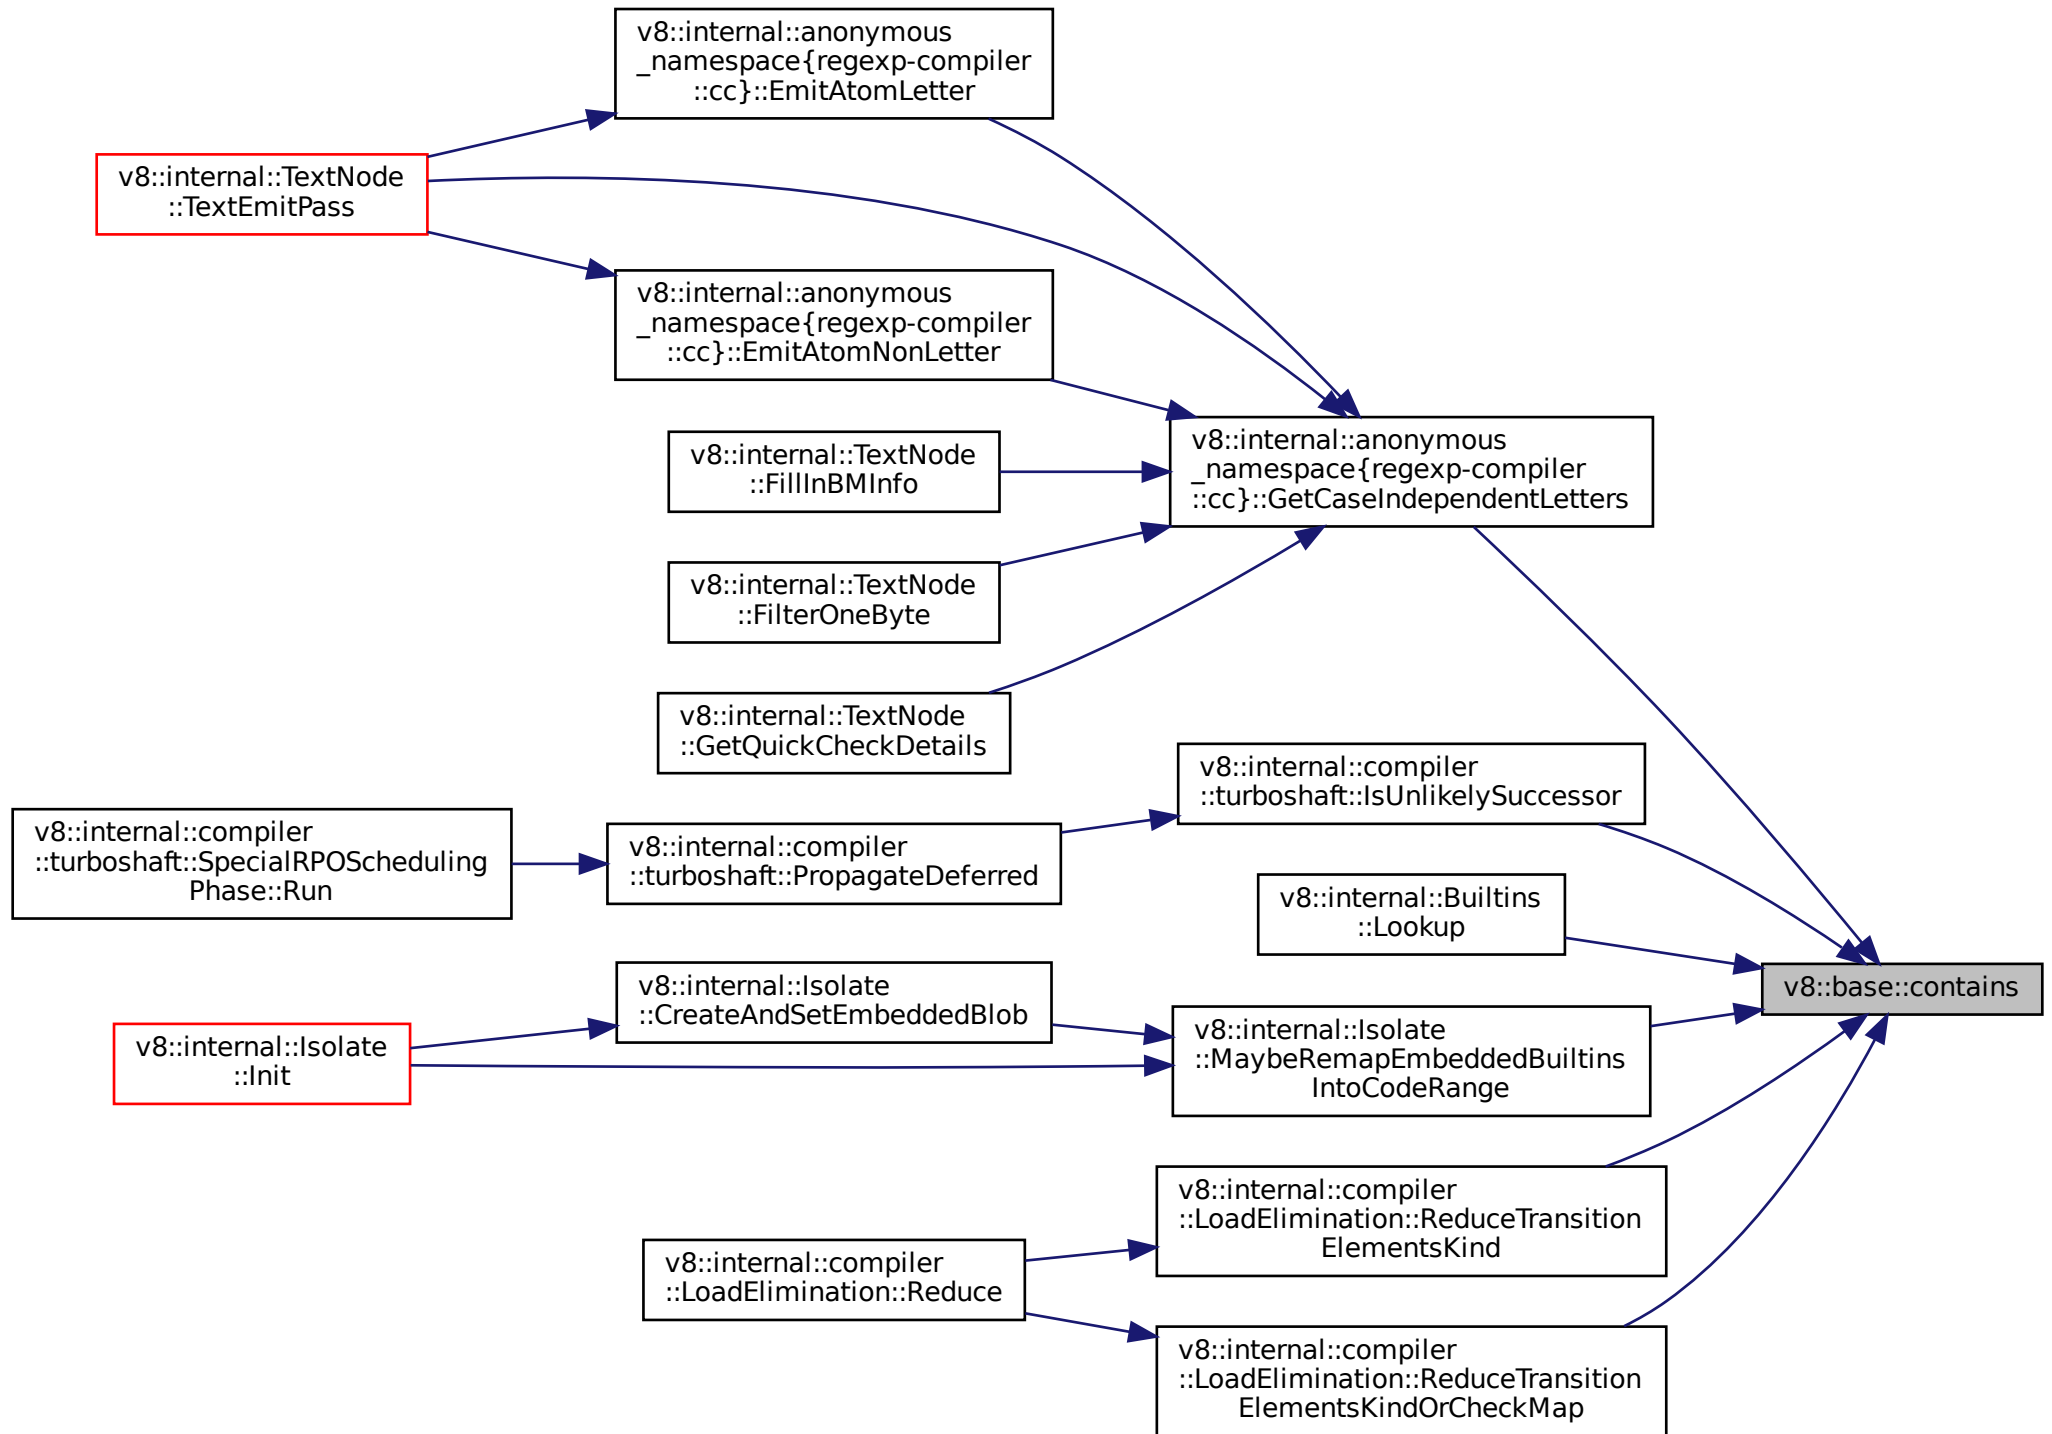 v8::internal::anonymous
_namespace{regexp-compiler
::cc}::EmitAtomLetter
v8::internal::TextNode
::TextEmitPass
v8::internal::anonymous
_namespace{regexp-compiler
::cc}::EmitAtomNonLetter
v8::internal::TextNode
::FillInBMInfo
v8::internal::anonymous
_namespace{regexp-compiler
::cc}::GetCaseIndependentLetters
v8::internal::TextNode
::FilterOneByte
v8::internal::TextNode
::GetQuickCheckDetails
v8::internal::compiler
::turboshaft::IsUnlikelySuccessor
v8::internal::compiler
::turboshaft::SpecialRPOScheduling
Phase::Run
v8::internal::compiler
::turboshaft::PropagateDeferred
v8::internal::Builtins
::Lookup
v8::base::contains
v8::internal::Isolate
::CreateAndSetEmbeddedBlob
v8::internal::Isolate
::Init
v8::internal::Isolate
::MaybeRemapEmbeddedBuiltins
IntoCodeRange
v8::internal::compiler
::LoadElimination::ReduceTransition
ElementsKind
v8::internal::compiler
::LoadElimination::Reduce
v8::internal::compiler
::LoadElimination::ReduceTransition
ElementsKindOrCheckMap